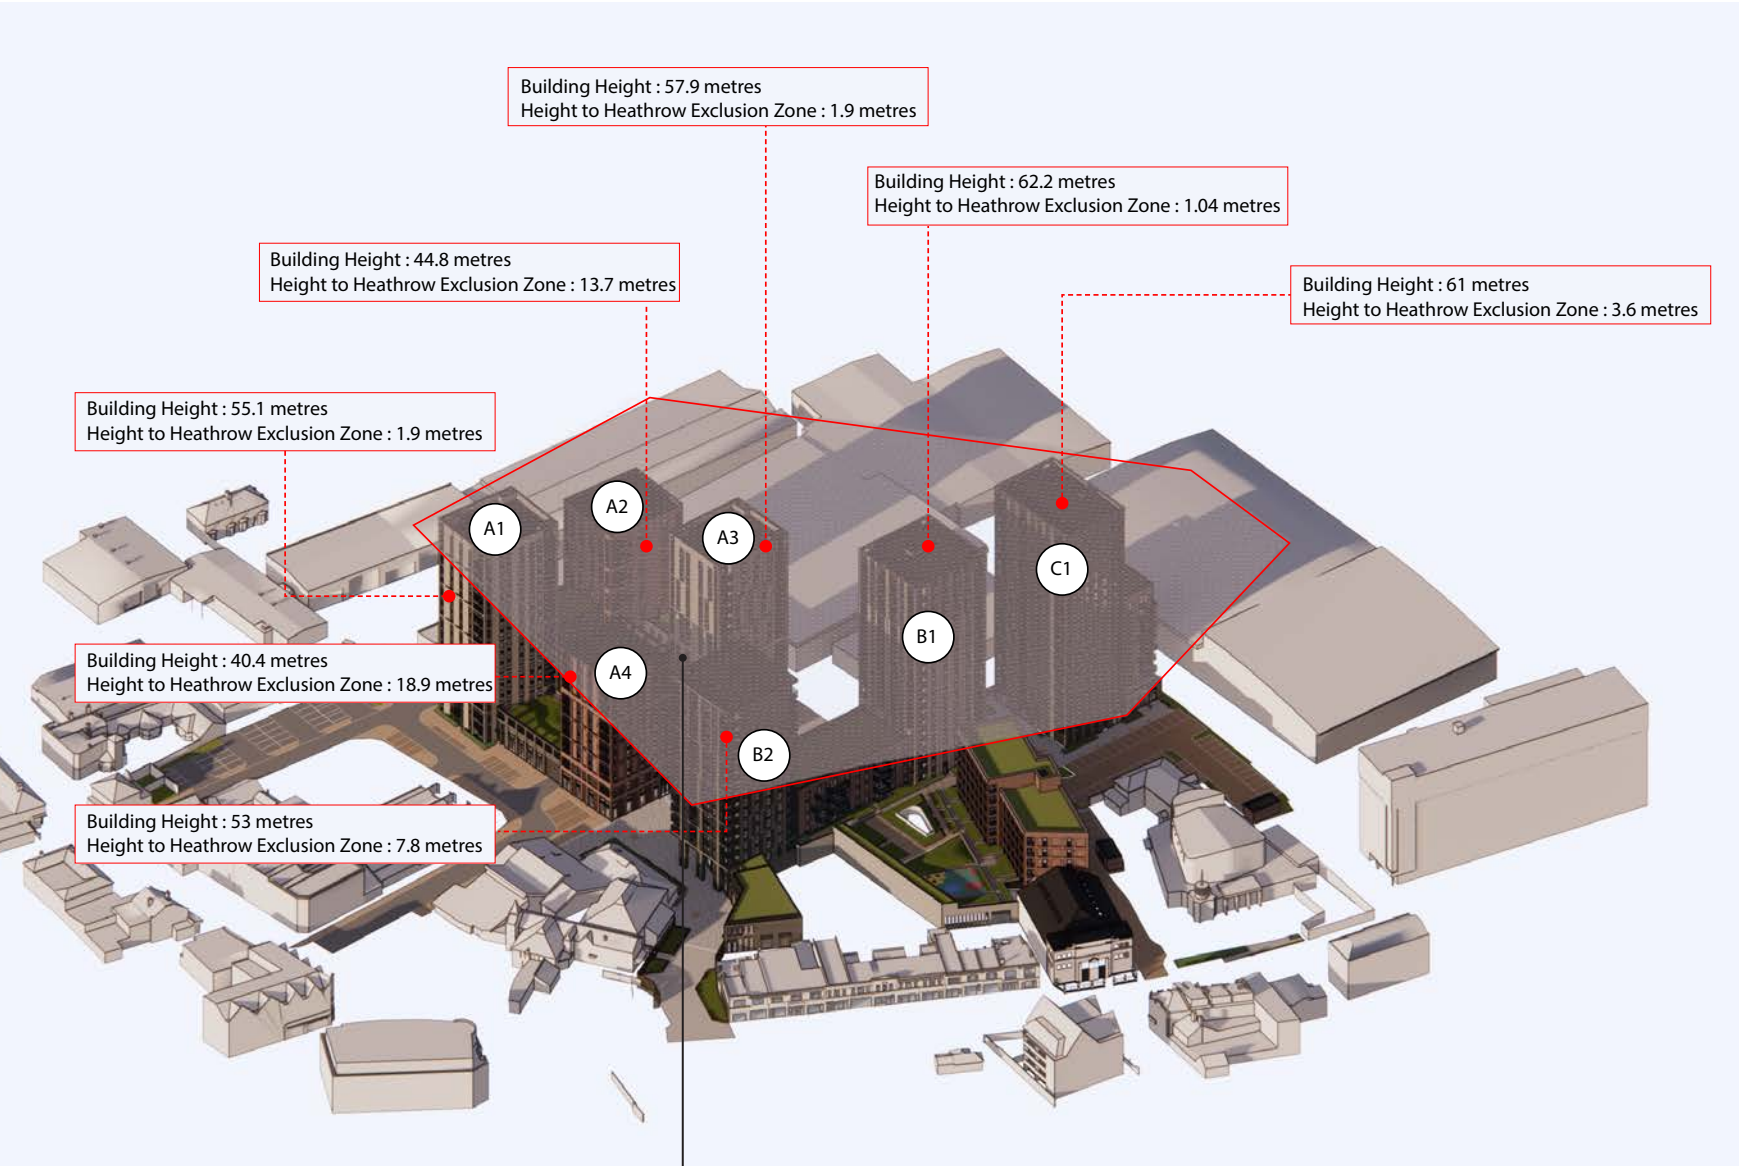 Building Height : 57.9 metres
Height to Heathrow Exclusion Zone : 1.9 metres
Building Height : 62.2 metres
Height to Heathrow Exclusion Zone : 1.04 metres
Building Height : 44.8 metres
Height to Heathrow Exclusion Zone : 13.7 metres
Building Height : 61 metres
Height to Heathrow Exclusion Zone : 3.6 metres
Building Height : 55.1 metres
Height to Heathrow Exclusion Zone : 1.9 metres
A1
A2
A3
C1
B1
Building Height : 40.4 metres
Height to Heathrow Exclusion Zone : 18.9 metres
A4
B2
Building Height : 53 metres
Height to Heathrow Exclusion Zone : 7.8 metres